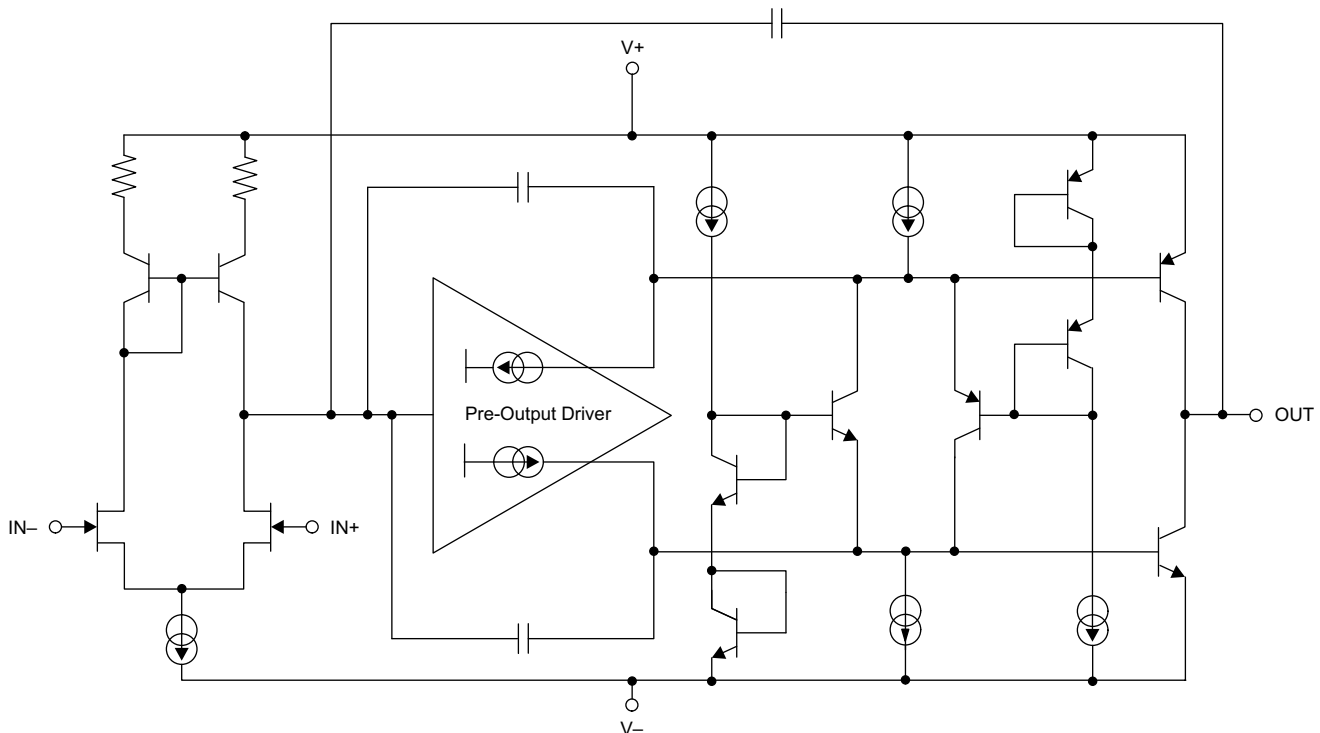 V+
Pre-Output Driver
OUT
IN–
IN+
V–